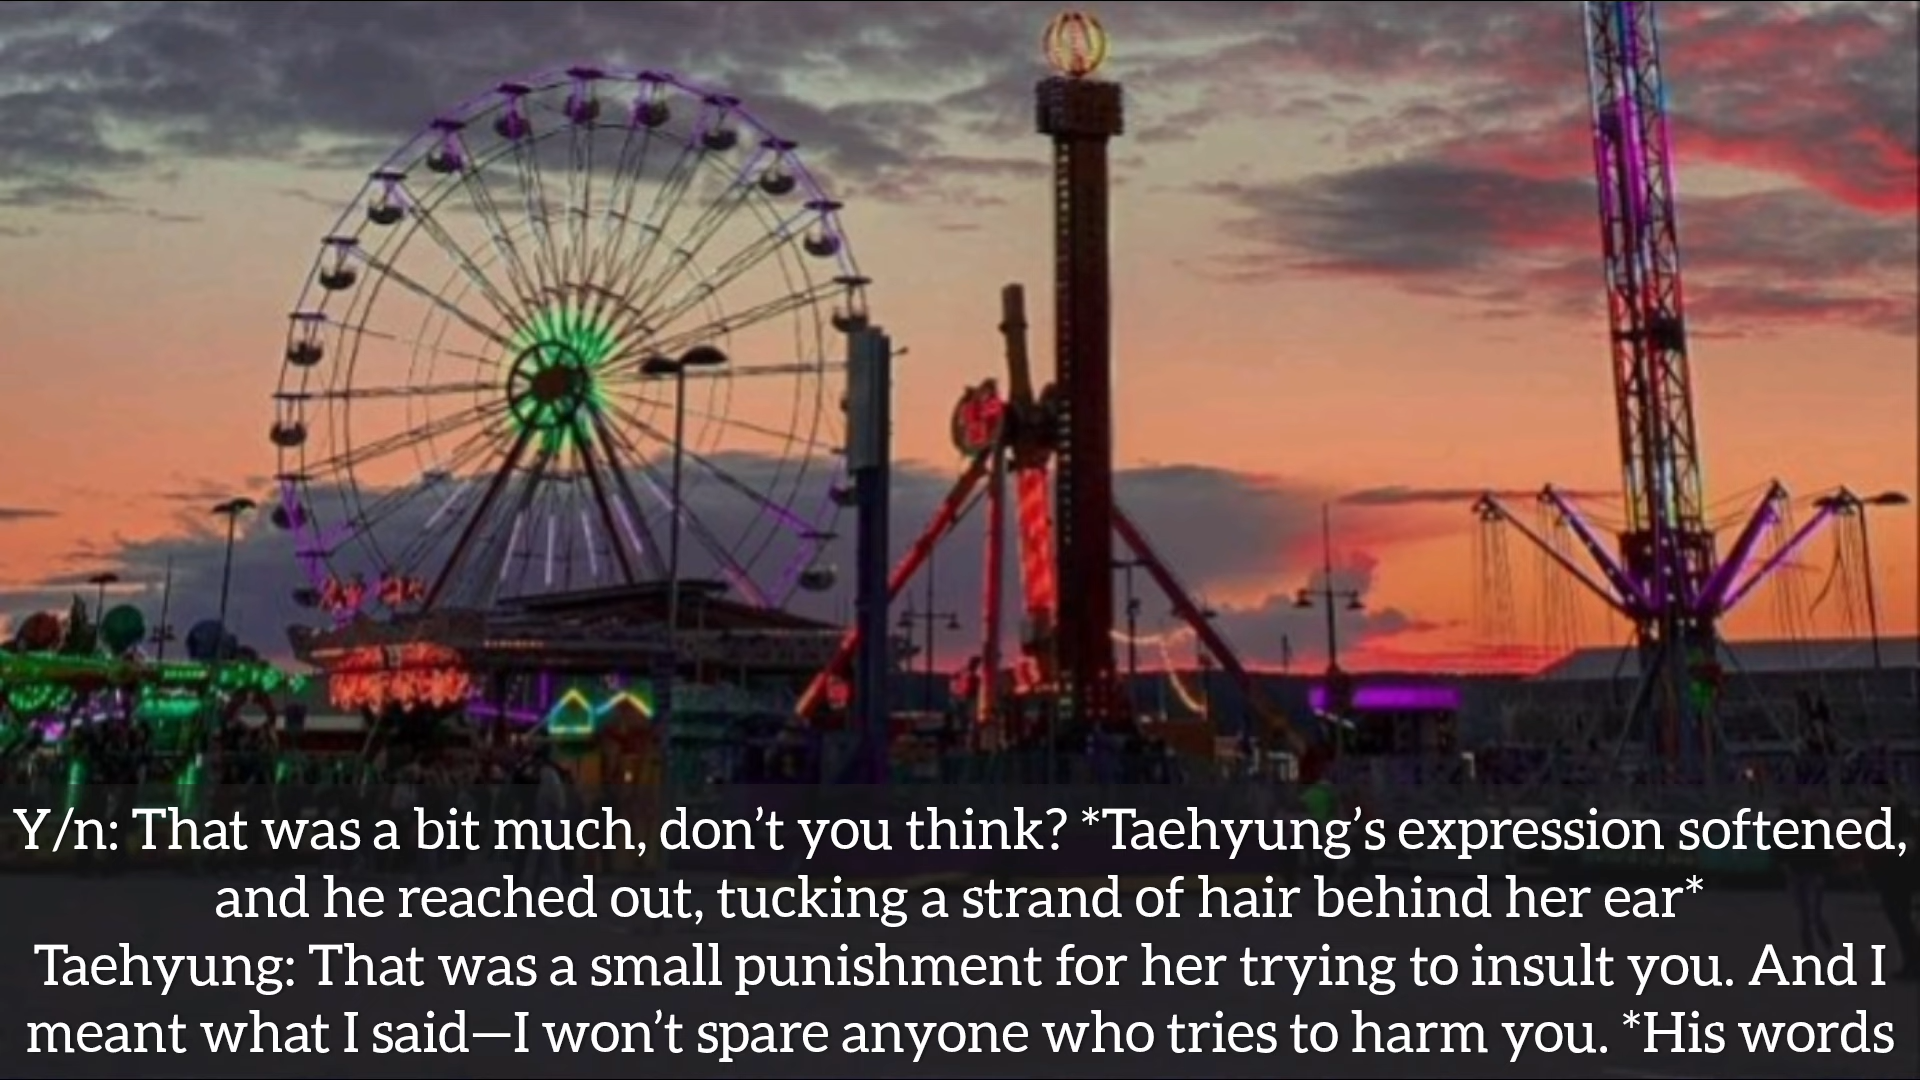 Y/n: That was a bit much, don’t you think? *Taehyung’s expression softened,
and he reached out, tucking a strand of hair behind her ear*
Taehyung: That was a small punishment for her trying to insult you. And I
meant what I said—I won’t spare anyone who tries to harm you. *His words